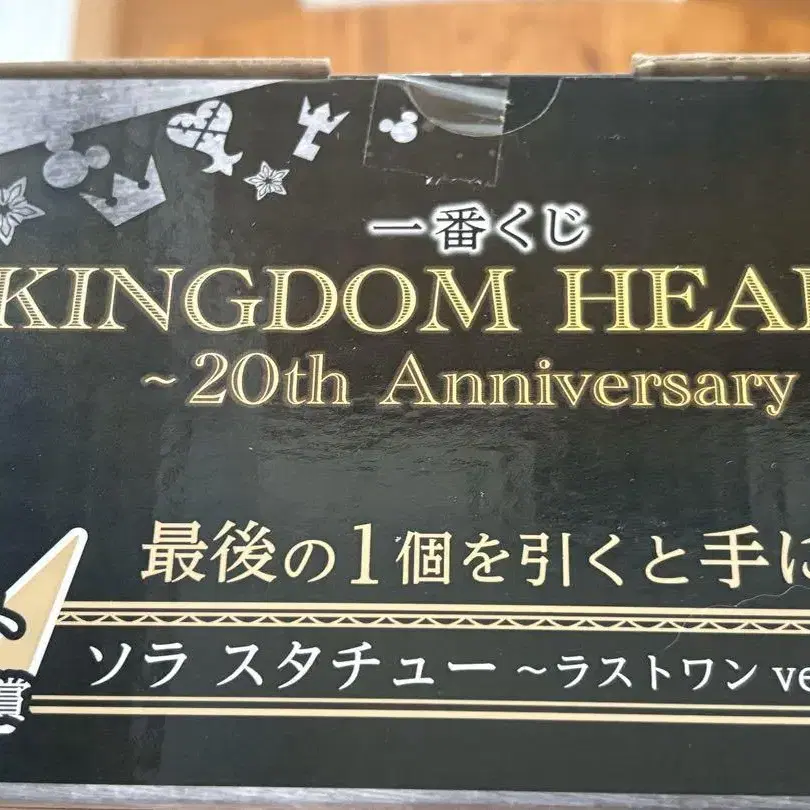 一番くじ
KINGDOM HEA
~20th Anniversary
最後の1個を引くと手に
ソラ スタチュー ~ラストワン ve
賞